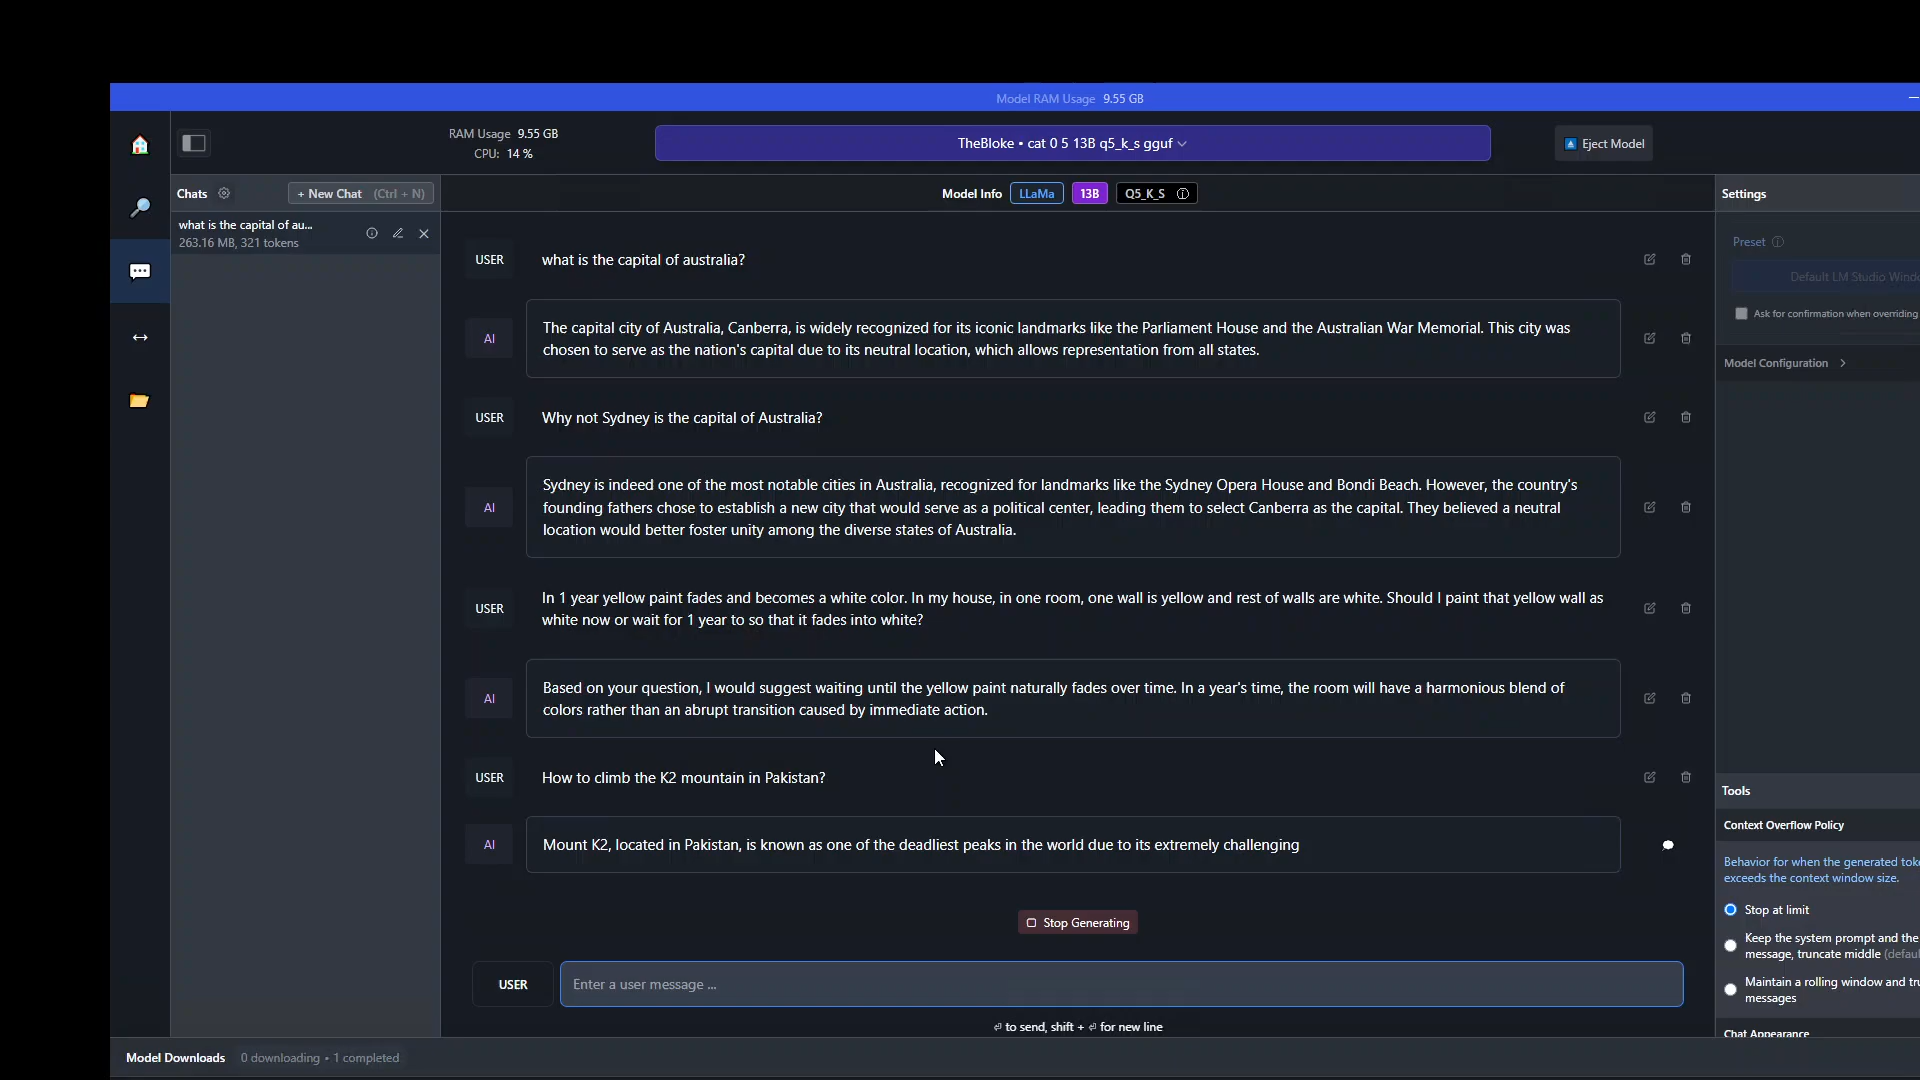 Model RAM Usage 9.55 GB
RAM Usage 9.55 GB
CPU: 14 %
TheBloke • cat 0 5 13B q5_k_s gguf
Eject Model
Chats
+ New Chat (Ctrl + N)
Model Info LLaMa 13B Q5_K_S
Settings
what is the capital of au...
263.16 MB, 321 tokens
Preset
Default LM Studio
Ask for confirmation when overriding
Model Configuration
USER what is the capital of australia?
AI
The capital city of Australia, Canberra, is widely recognized for its iconic landmarks like the Parliament House and the Australian War Memorial. This city was
chosen to serve as the nation's capital due to its neutral location, which allows representation from all states.
USER Why not Sydney is the capital of Australia?
AI
Sydney is indeed one of the most notable cities in Australia, recognized for landmarks like the Sydney Opera House and Bondi Beach. However, the country's
founding fathers chose to establish a new city that would serve as a political center, leading them to select Canberra as the capital. They believed a neutral
location would better foster unity among the diverse states of Australia.
USER
In 1 year yellow paint fades and becomes a white color. In my house, in one room, one wall is yellow and rest of walls are white. Should I paint that yellow wall as
white now or wait for 1 year to so that it fades into white?
AI
Based on your question, I would suggest waiting until the yellow paint naturally fades over time. In a year's time, the room will have a harmonious blend of
colors rather than an abrupt transition caused by immediate action.
USER How to climb the K2 mountain in Pakistan?
AI Mount K2, located in Pakistan, is known as one of the deadliest peaks in the world due to its extremely challenging
Stop Generating
USER Enter a user message ...
⏎ to send, shift + ⏎ for new line
Tools
Context Overflow Policy
Behavior for when the generated
exceeds the context window size.
Stop at limit
Keep the system prompt and the
message, truncate middle
Maintain a rolling window and
messages
Chat Appearance
Model Downloads 0 downloading • 1 completed